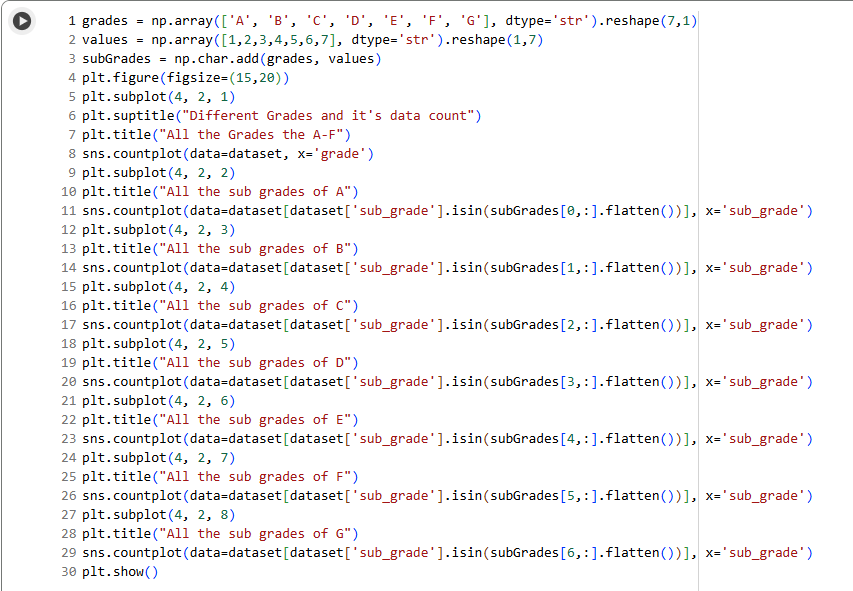 1 grades = np.array(['A', 'B', 'C', 'D', 'E', 'F', 'G'], dtype='str').reshape(7,1)
2 values = np.array([1,2,3,4,5,6,7], dtype='str').reshape(1,7)
3 subGrades = np.char.add(grades, values)
4 plt.figure(figsize=(15,20))
5 plt.subplot(4, 2, 1)
6 plt.suptitle("Different Grades and it's data count")
7 plt.title("All the Grades the A-F")
8 sns.countplot(data=dataset, x='grade')
9 plt.subplot(4, 2, 2)
10 plt.title("All the sub grades of A")
11 sns.countplot(data=dataset[dataset['sub_grade'].isin(subGrades[0,:].flatten())], x='sub_grade')
12 plt.subplot(4, 2, 3)
13 plt.title("All the sub grades of B")
14 sns.countplot(data=dataset[dataset['sub_grade'].isin(subGrades[1,:].flatten())], x='sub_grade')
15 plt.subplot(4, 2, 4)
16 plt.title("All the sub grades of C")
17 sns.countplot(data=dataset[dataset['sub_grade'].isin(subGrades[2,:].flatten())], x='sub_grade')
18 plt.subplot(4, 2, 5)
19 plt.title("All the sub grades of D")
20 sns.countplot(data=dataset[dataset['sub_grade'].isin(subGrades[3,:].flatten())], x='sub_grade')
21 plt.subplot(4, 2, 6)
22 plt.title("All the sub grades of E")
23 sns.countplot(data=dataset[dataset['sub_grade'].isin(subGrades[4,:].flatten())], x='sub_grade')
24 plt.subplot(4, 2, 7)
25 plt.title("All the sub grades of F")
26 sns.countplot(data=dataset[dataset['sub_grade'].isin(subGrades[5,:].flatten())], x='sub_grade')
27 plt.subplot(4, 2, 8)
28 plt.title("All the sub grades of G")
29 sns.countplot(data=dataset[dataset['sub_grade'].isin(subGrades[6,:].flatten())], x='sub_grade')
30 plt.show()